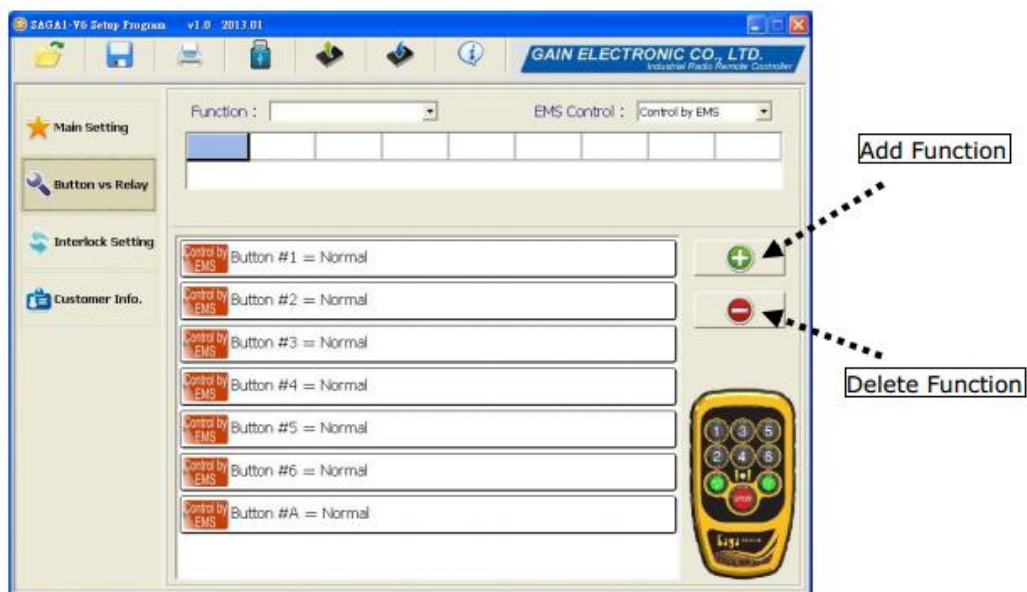 SAGA1-V6 Setup Program v1.0 2013.01
GAIN ELECTRONIC CO., LTD.
Industrial Radio Remote Controller
Main Setting
Button vs Relay
Interlock Setting
Customer Info.
Function :
EMS Control : Control by EMS
Control by EMS Button #1 = Normal
Control by EMS Button #2 = Normal
Control by EMS Button #3 = Normal
Control by EMS Button #4 = Normal
Control by EMS Button #5 = Normal
Control by EMS Button #6 = Normal
Control by EMS Button #A = Normal
Add Function
Delete Function
1 3 5
2 4 6
STOP
Saga